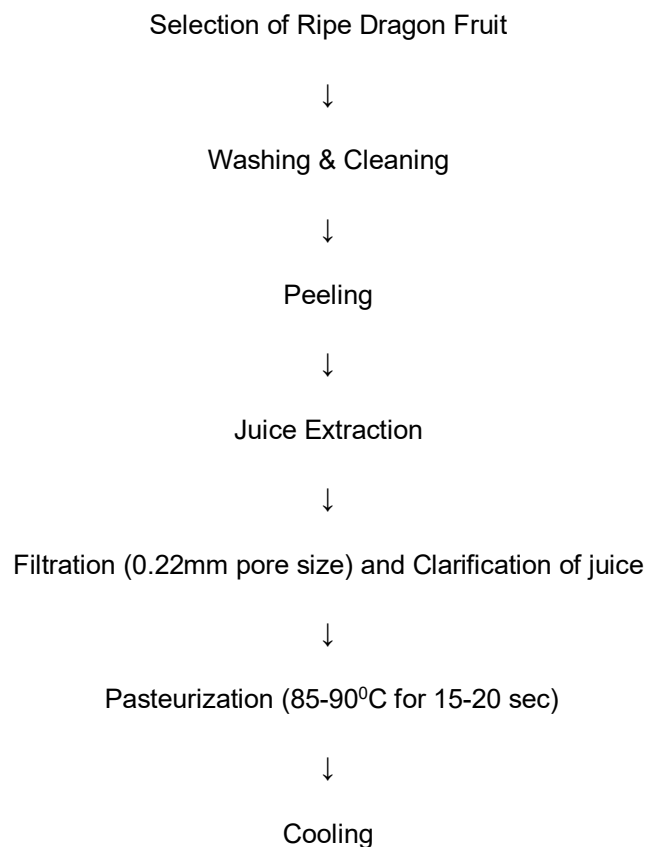 Selection of Ripe Dragon Fruit
↓
Washing & Cleaning
↓
Peeling
↓
Juice Extraction
↓
Filtration (0.22mm pore size) and Clarification of juice
↓
Pasteurization (85-90⁰C for 15-20 sec)
↓
Cooling